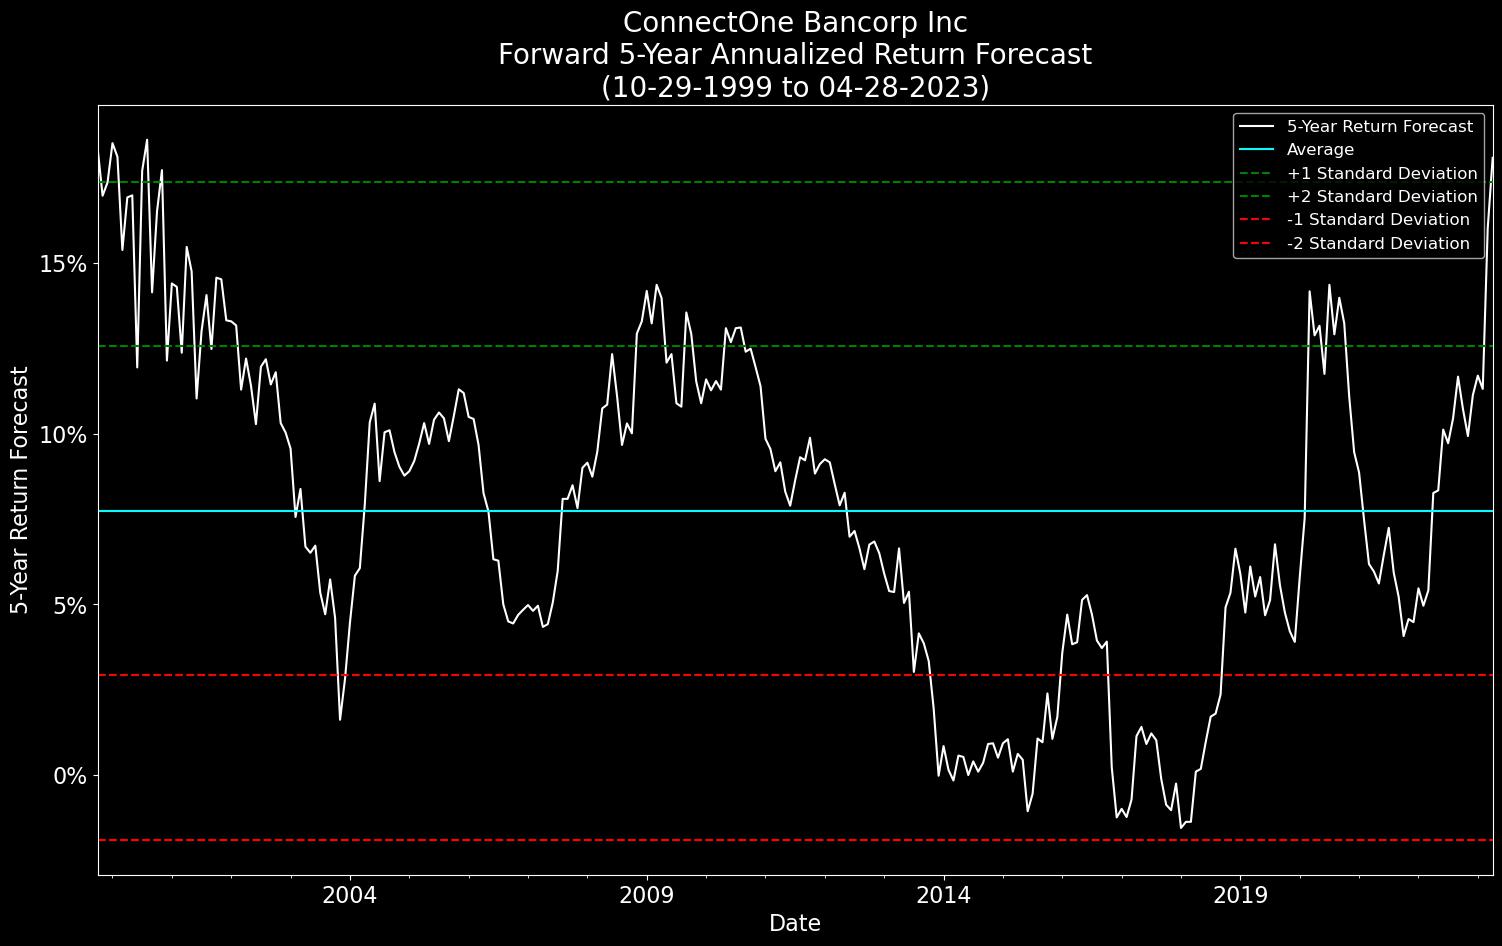 ConnectOne Bancorp Inc
Forward 5-Year Annualized Return Forecast
(10-29-1999 to 04-28-2023)
5-Year Return Forecast
Average
+1 Standard Deviation
+2 Standard Deviation
-1 Standard Deviation
-2 Standard Deviation
15%
10%
5%
0%
5-Year Return Forecast
2004
2009
2014
2019
Date